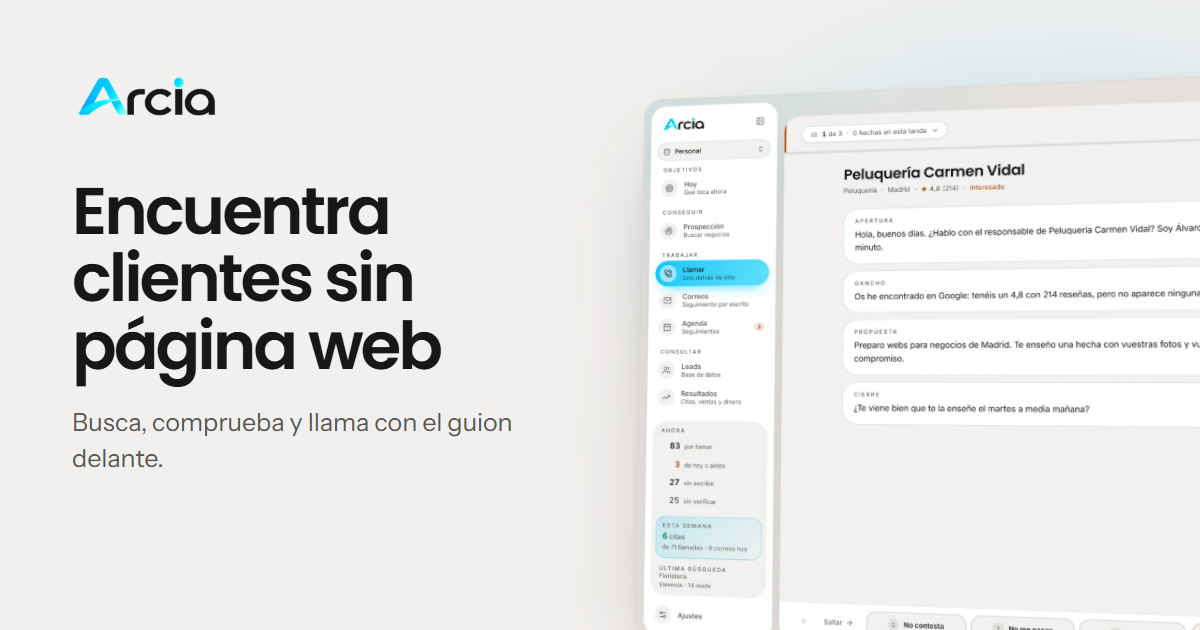 Arcia
Encuentra
clientes sin
página web
Busca, comprueba y llama con el guion
delante.
Arcia
Personal
OBJETIVOS
Hoy
Qué toca ahora
CONSEGUIR
Prospección
Buscar negocios
TRABAJAR
Llamar
Uno detrás de otro
Correos
Seguimiento por escrito
Agenda
Seguimientos
3
CONSULTAR
Leads
Base de datos
Resultados
Citas, ventas y dinero
AHORA
83 por llamar
3 de hoy o antes
27 sin escribir
25 sin verificar
ESTA SEMANA
6 citas
de 71 llamadas · 9 correos hoy
ÚLTIMA BÚSQUEDA
Floristería
Valencia · 14 leads
Ajustes
1 de 3 · 0 hechas en esta tanda
Peluquería Carmen Vidal
Peluquería · Madrid · ★ 4,8 (214) · Interesado
APERTURA
Hola, buenos días. ¿Hablo con el responsable de Peluquería Carmen Vidal? Soy Álvaro
minuto.
GANCHO
Os he encontrado en Google: tenéis un 4,8 con 214 reseñas, pero no aparece ninguna
PROPUESTA
Preparo webs para negocios de Madrid. Te enseño una hecha con vuestras fotos y
compromiso.
CIERRE
¿Te viene bien que te la enseñe el martes a media mañana?
← Saltar →
1 No contesta